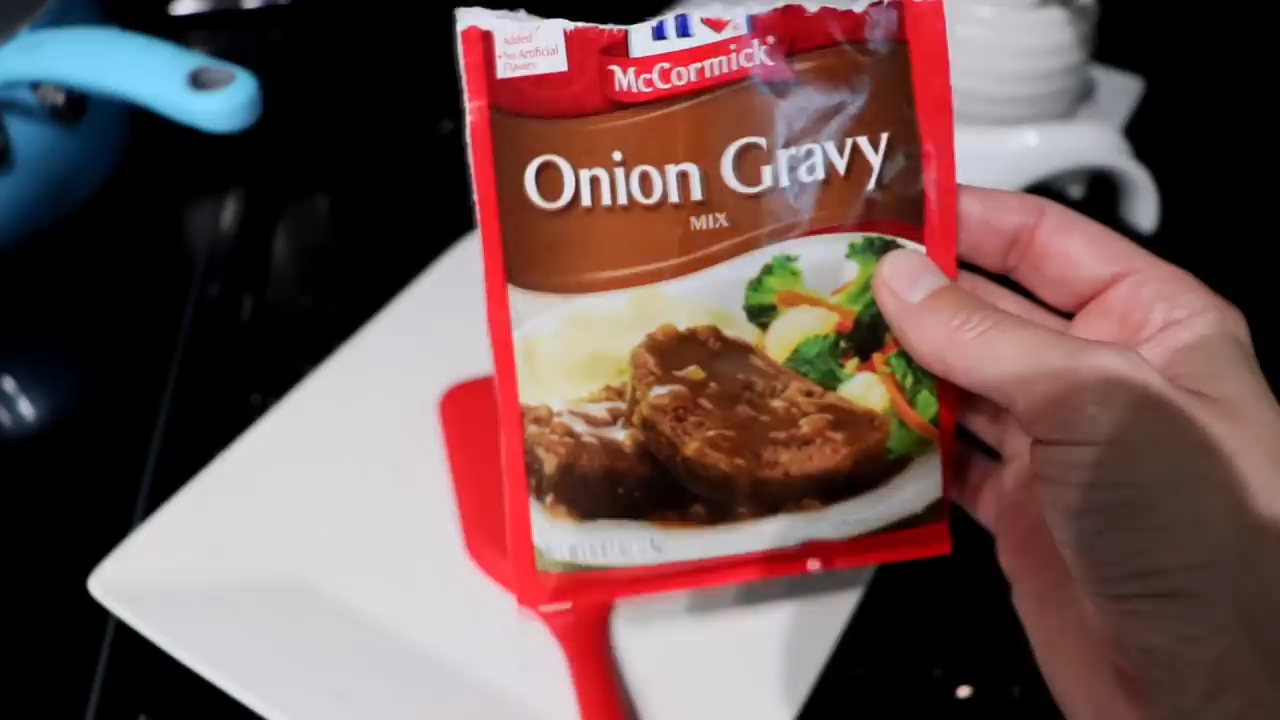 Added
•No Artificial
Flavors
McCormick®
Onion Gravy
MIX